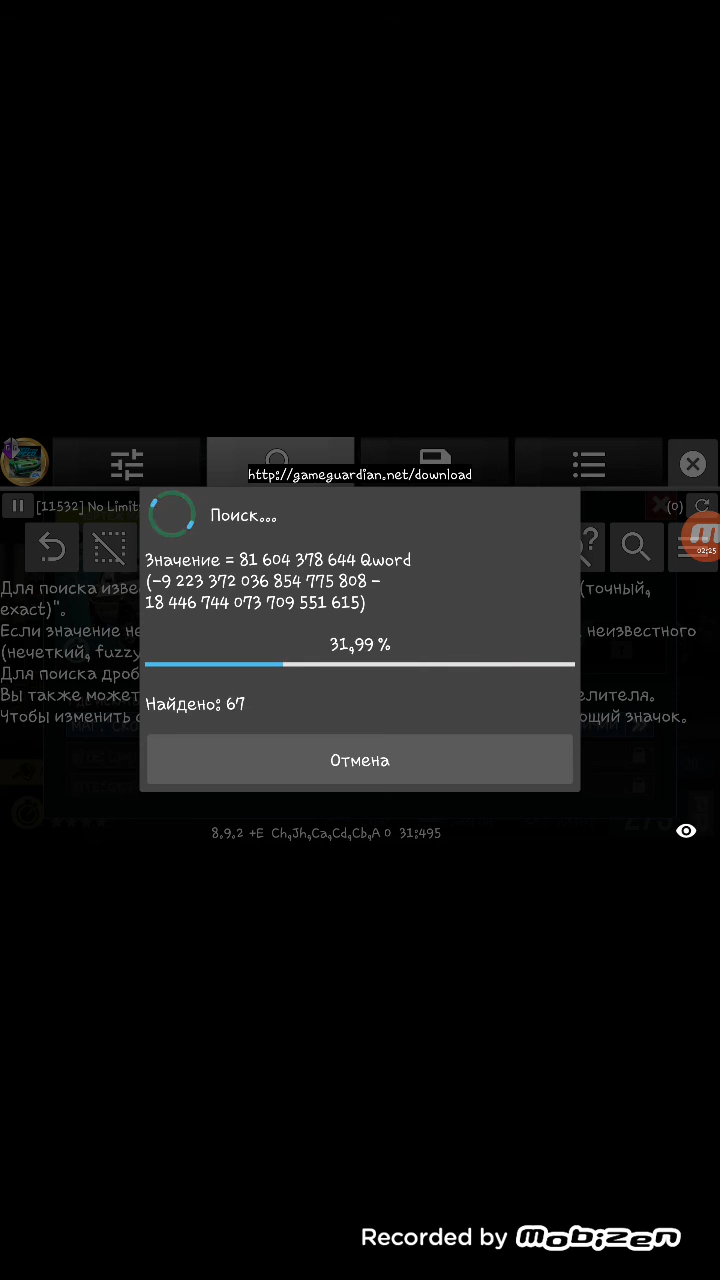 http://gameguardian.net/download
[11532] No Limit
(0)
Поиск...
02:25
Значение = 81 604 378 644 Qword
(-9 223 372 036 854 775 808 -
18 446 744 073 709 551 615)
Для поиска изве
(точный,
exact)".
Если значение не
неизвестного
(нечеткий, fuzzy
31,99 %
Для поиска дроб
Вы также может
елителя.
Найдено: 67
Чтобы изменить
ющий значок.
Отмена
8.9.2 +E Ch,Jh,Ca,Cd,Cb,A 0 31:495
Recorded by mobizen